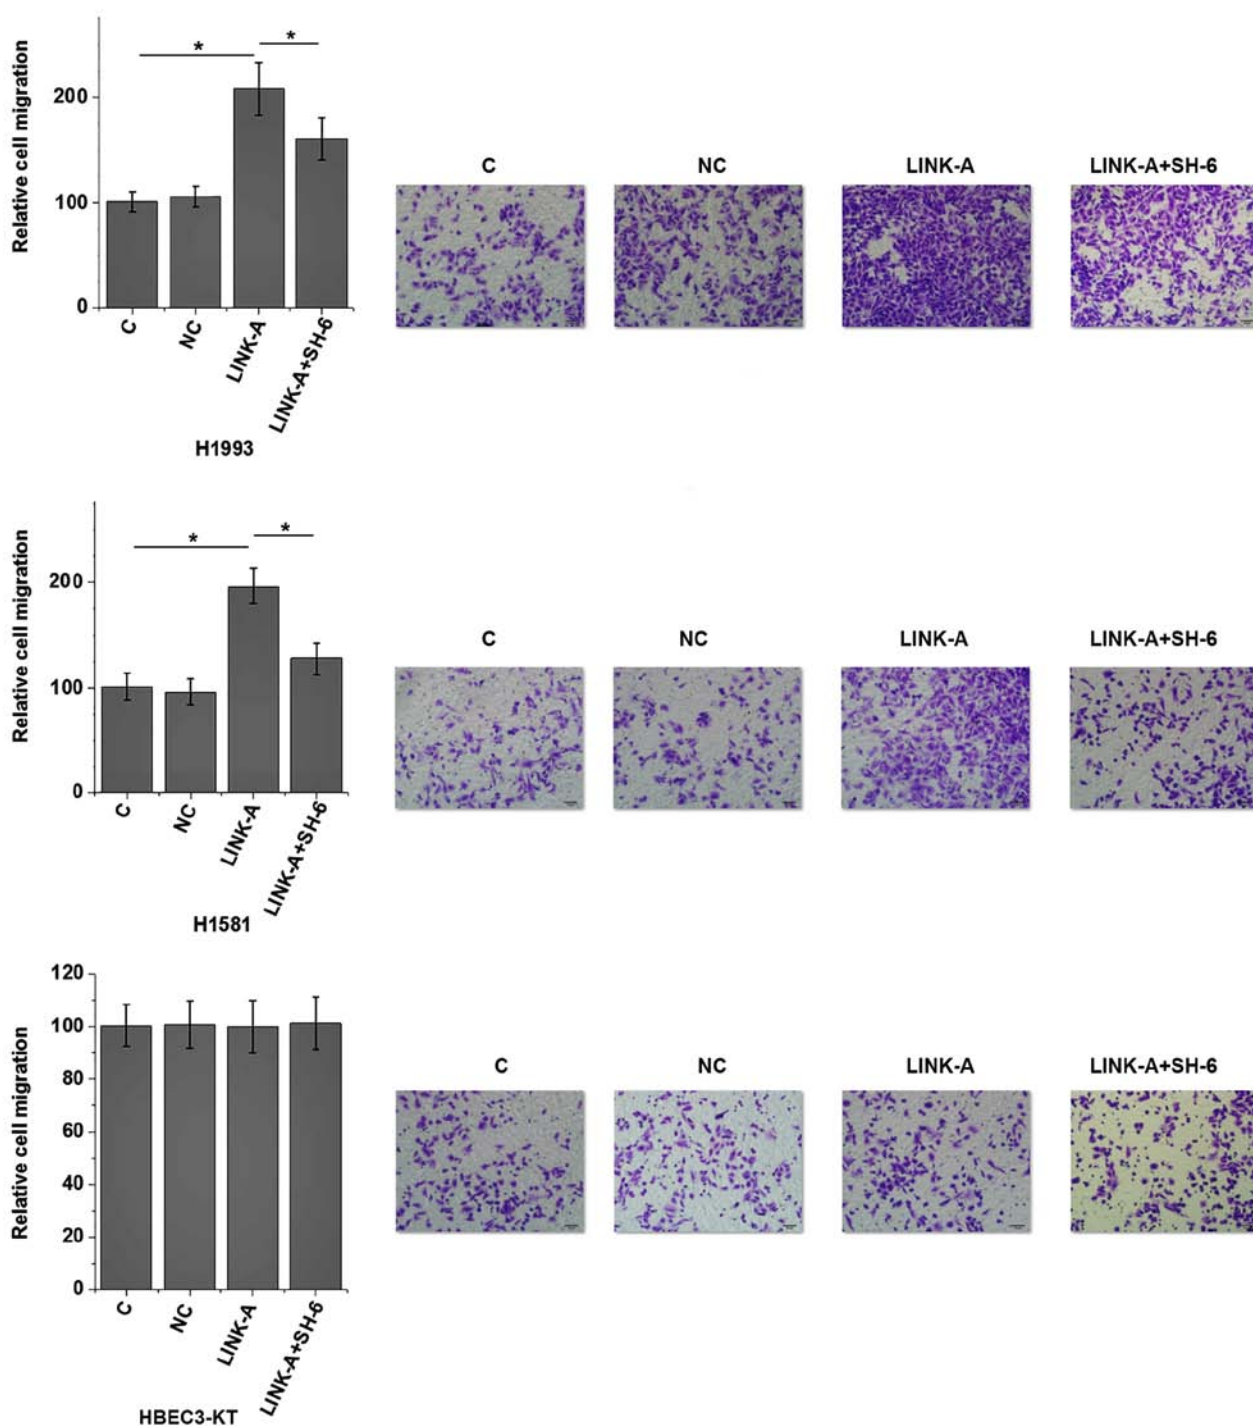 Relative cell migration
200
100
0
* *
C NC LINK-A LINK-A+SH-6
H1993
C NC LINK-A LINK-A+SH-6
Relative cell migration
200
100
0
* *
C NC LINK-A LINK-A+SH-6
H1581
C NC LINK-A LINK-A+SH-6
Relative cell migration
120
100
80
60
40
20
0
C NC LINK-A LINK-A+SH-6
HBEC3-KT
C NC LINK-A LINK-A+SH-6